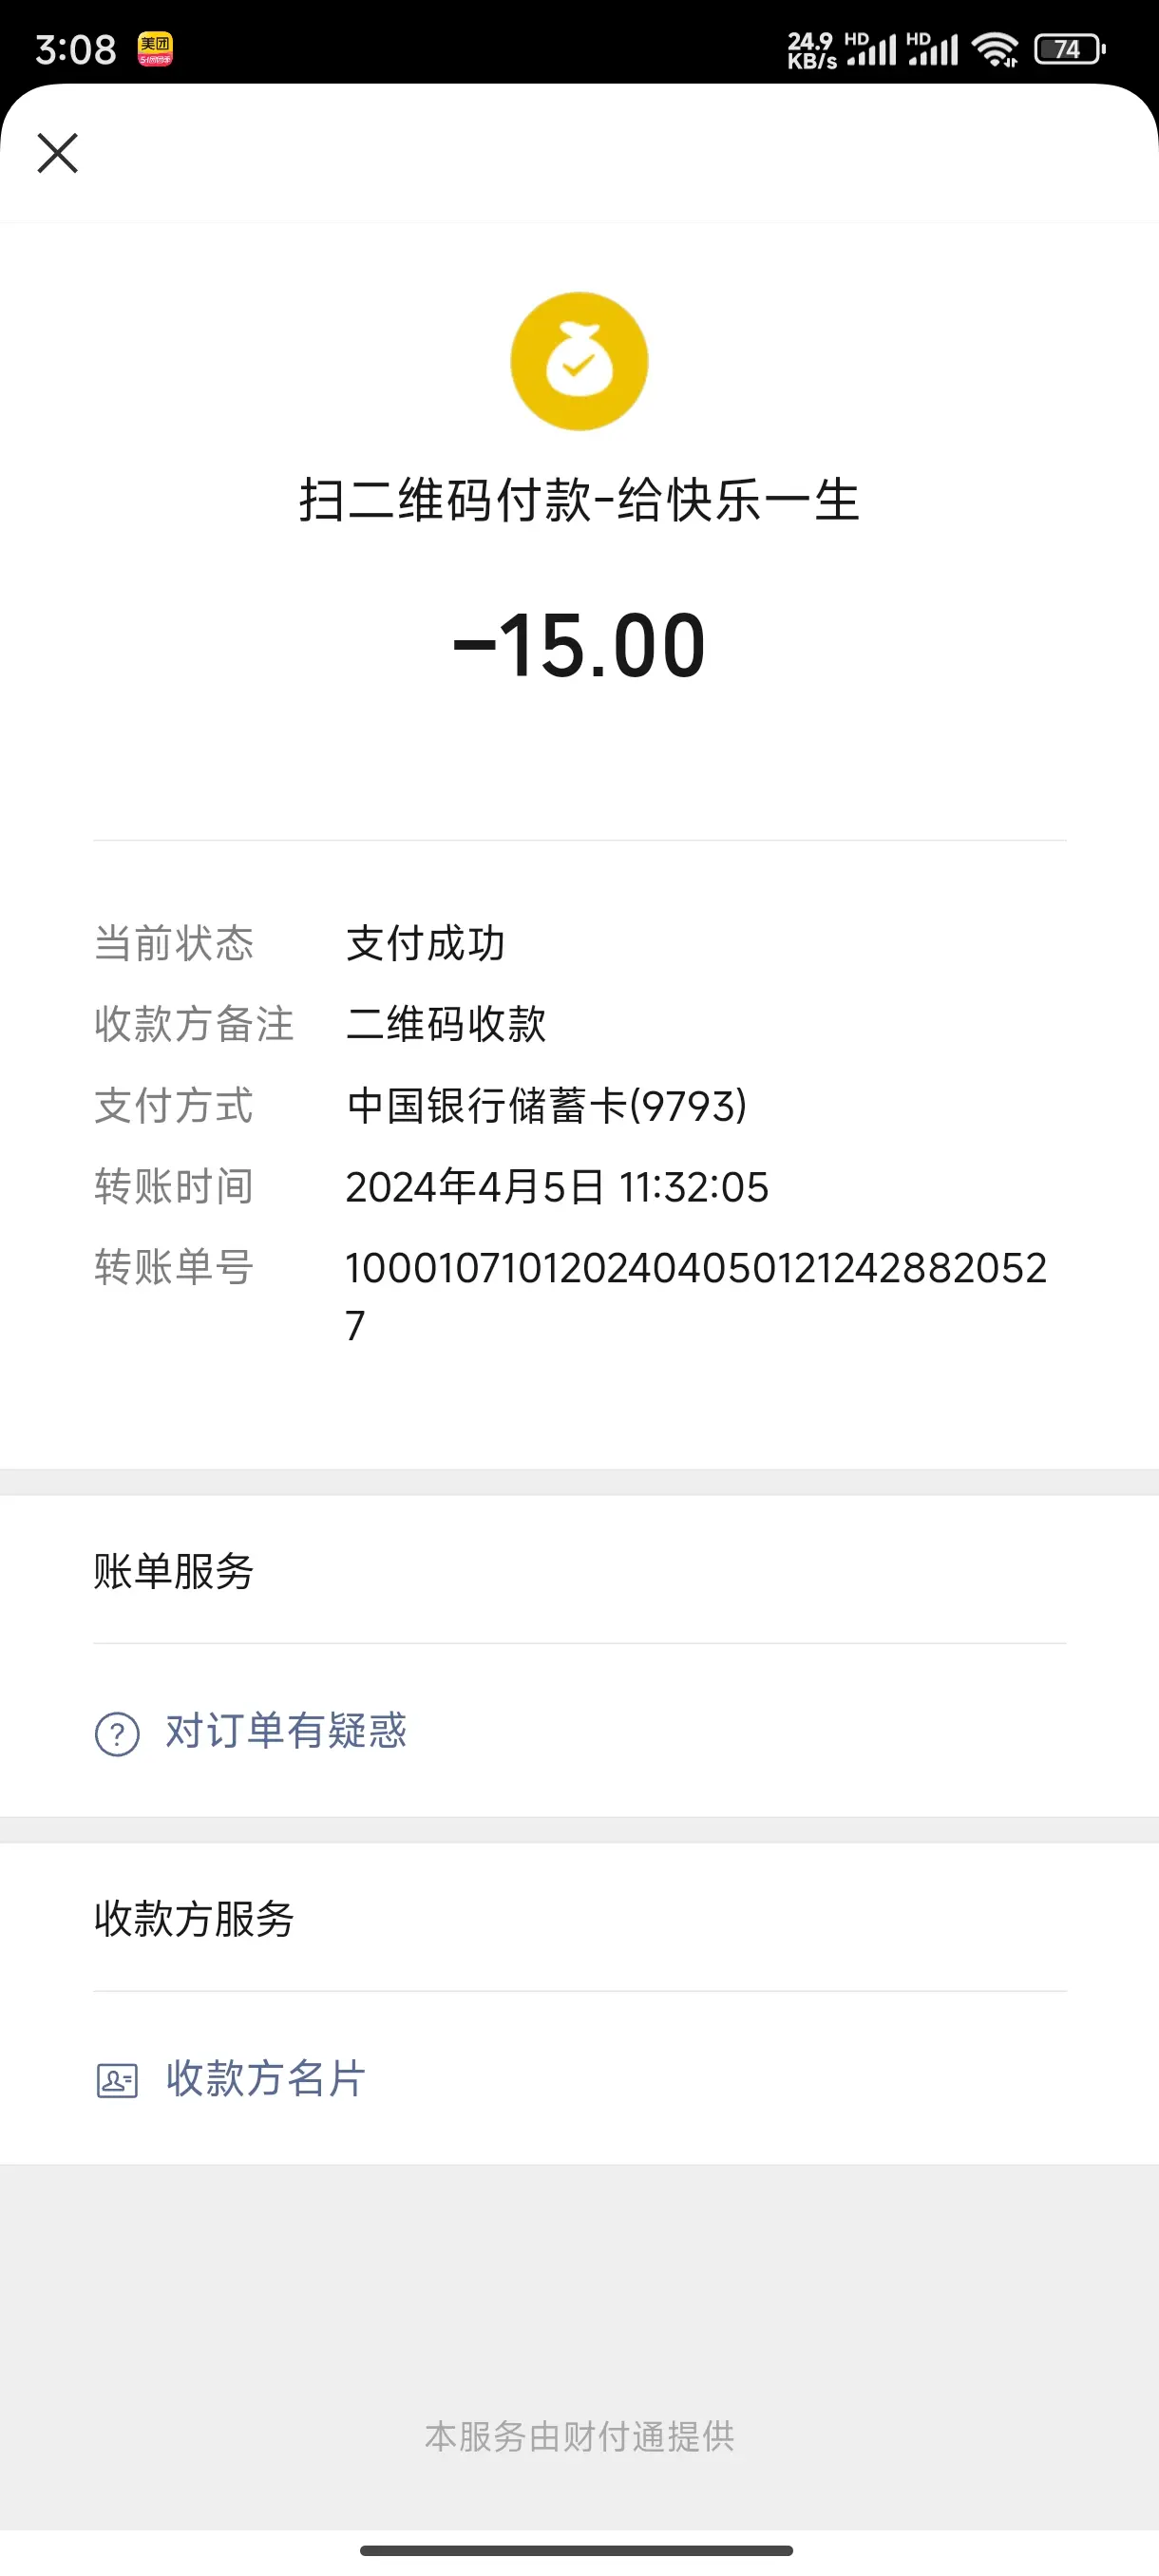 3:08 美团 24.9 KB/s HD HD 74
扫二维码付款-给快乐一生
-15.00
当前状态 支付成功
收款方备注 二维码收款
支付方式 中国银行储蓄卡(9793)
转账时间 2024年4月5日 11:32:05
转账单号 1000107101202404050121242882052
7
账单服务
? 对订单有疑惑
收款方服务
收款方名片
本服务由财付通提供